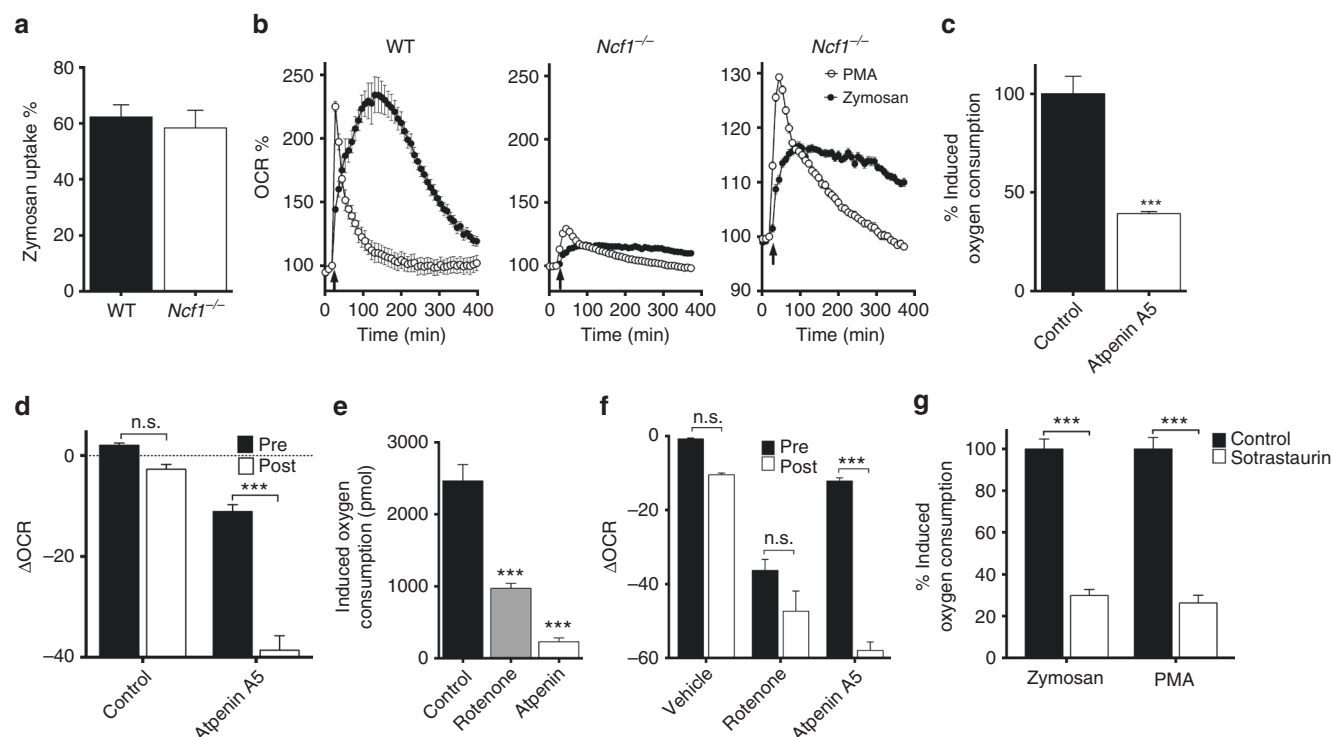 a
Zymosan uptake %
80
60
40
20
0
WT
Ncf1–/–
b
WT
OCR %
250
200
150
100
0 100 200 300 400
Time (min)
Ncf1–/–
250
200
150
100
0 100 200 300 400
Time (min)
Ncf1–/–
PMA
Zymosan
130
120
110
100
90
0 100 200 300 400
Time (min)
c
% Induced
oxygen consumption
100
50
0
***
Control
Atpenin A5
d
n.s.
Pre
Post
***
ΔOCR
0
–20
–40
Control
Atpenin A5
e
Induced oxygen
consumption (pmol)
3000
2000
1000
0
***
***
Control
Rotenone
Atpenin
f
n.s.
Pre
Post
***
n.s.
ΔOCR
0
–20
–40
–60
Vehicle
Rotenone
Atpenin A5
g
***
***
Control
Sotrastaurin
% Induced
oxygen consumption
100
80
60
40
20
0
Zymosan
PMA